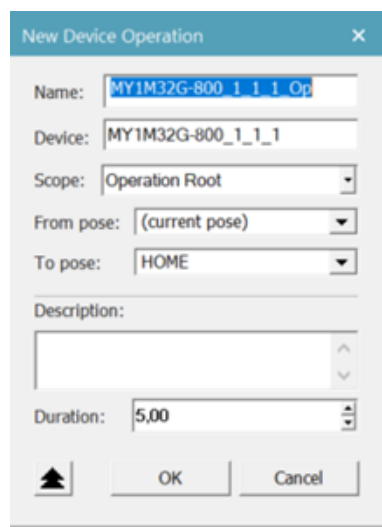 New Device Operation
Name: MY1M32G-800_1_1_1_Op
Device: MY1M32G-800_1_1_1
Scope: Operation Root
From pose: (current pose)
To pose: HOME
Description:
Duration: 5,00
OK Cancel